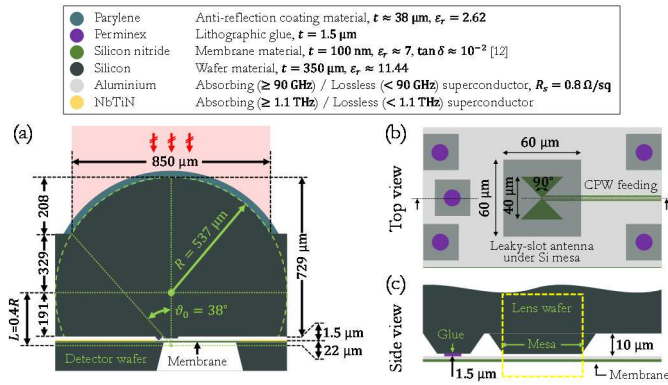 Parylene Anti-reflection coating material, t ≈ 38 μm, εr = 2.62
Perminex Lithographic glue, t = 1.5 μm
Silicon nitride Membrane material, t = 100 nm, εr ≈ 7, tan δ ≈ 10⁻² [12]
Silicon Wafer material, t = 350 μm, εr ≈ 11.44
Aluminium Absorbing (≥ 90 GHz) / Lossless (< 90 GHz) superconductor, Rs = 0.8 Ω/sq
NbTiN Absorbing (≥ 1.1 THz) / Lossless (< 1.1 THz) superconductor
(a)
850 μm
208
329
L=0.4R
191
R = 537 μm
ϑ0 = 38°
729 μm
1.5 μm
22 μm
Detector wafer
Membrane
(b)
Top view
60 μm
60 μm
40 μm
90°
CPW feeding
Leaky-slot antenna
under Si mesa
(c)
Side view
Lens wafer
Glue
Mesa
10 μm
1.5 μm
Membrane